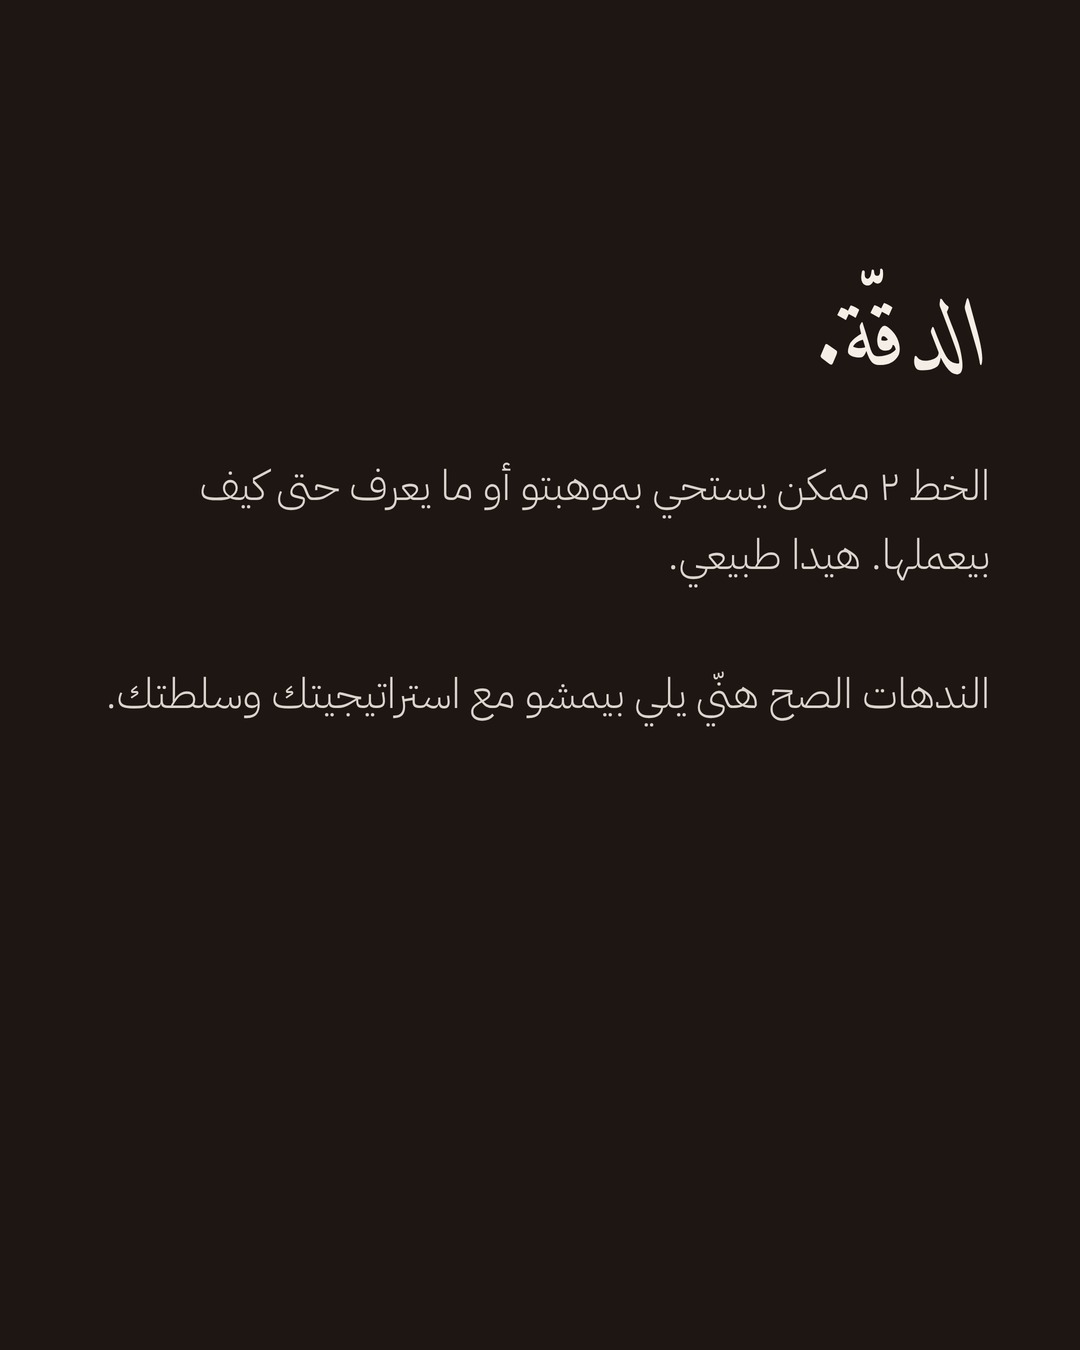 الدقّة.
الخط ٢ ممكن يستحي بموهبتو أو ما يعرف حتى كيف
بيعملها. هيدا طبيعي.
الندهات الصح هنّي يلي بيمشو مع استراتيجيتك وسلطتك.